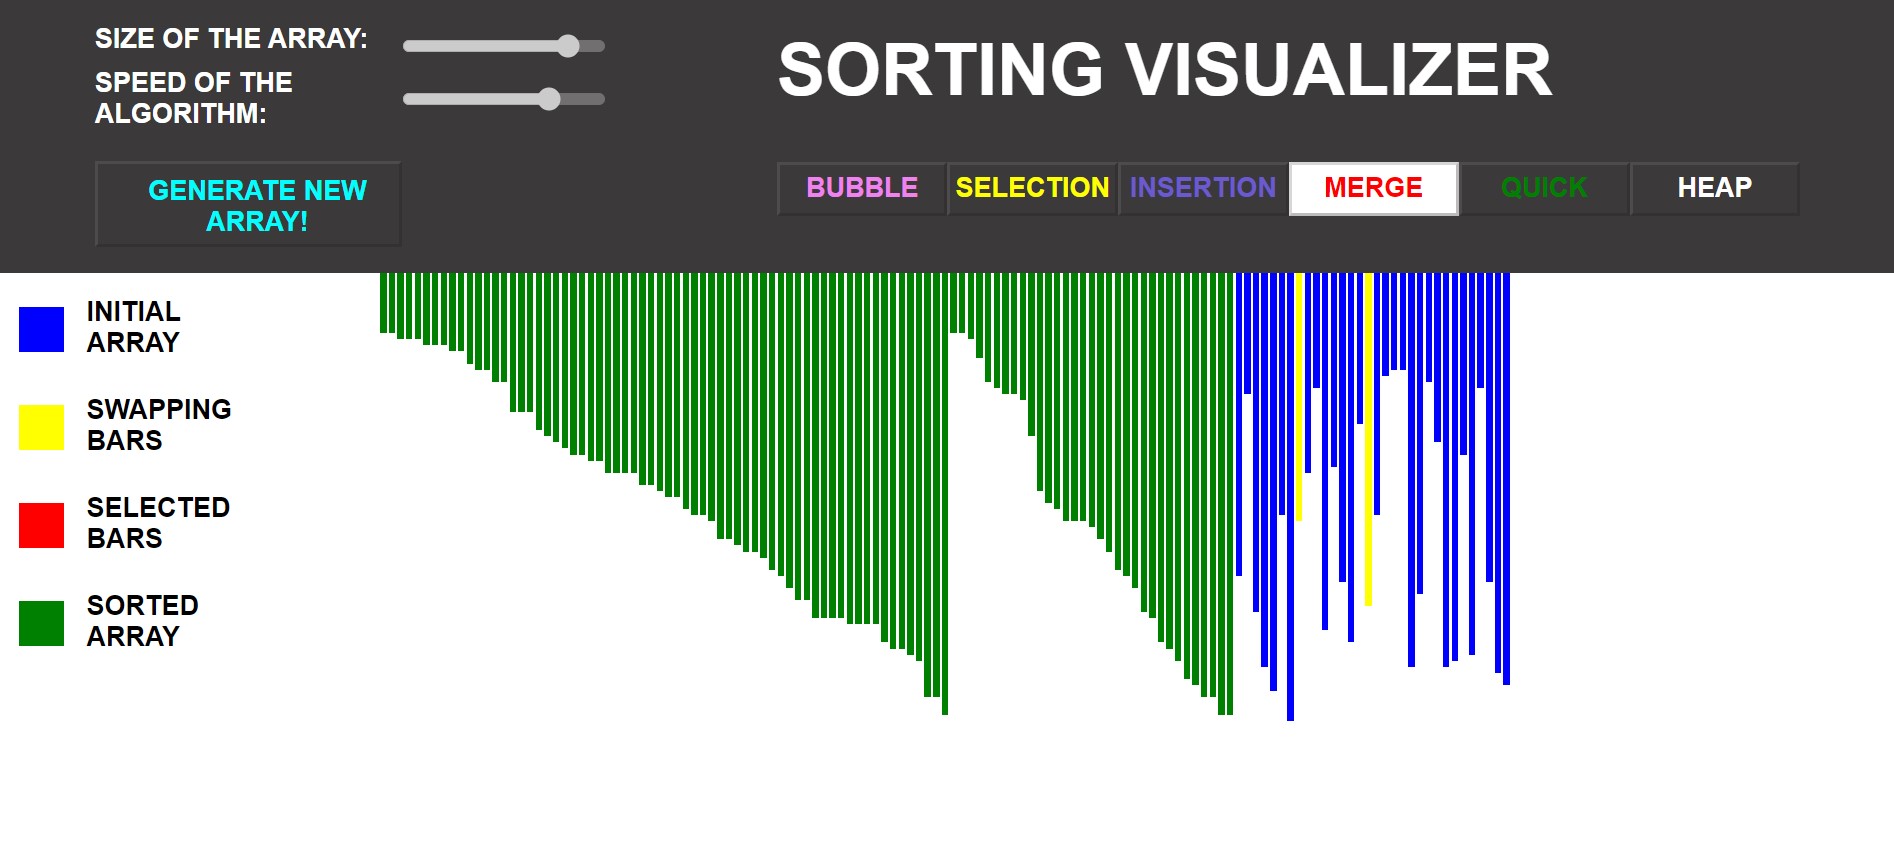 SIZE OF THE ARRAY:
SPEED OF THE
ALGORITHM:
GENERATE NEW
ARRAY!
SORTING VISUALIZER
BUBBLE
SELECTION
INSERTION
MERGE
QUICK
HEAP
INITIAL
ARRAY
SWAPPING
BARS
SELECTED
BARS
SORTED
ARRAY